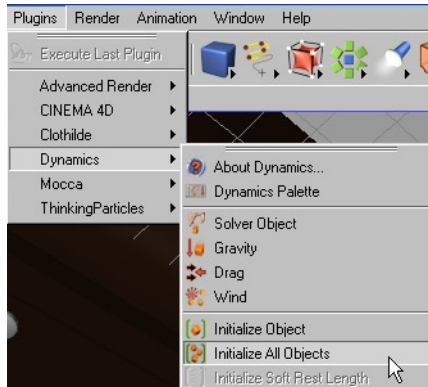 Plugins Render Animation Window Help
Execute Last Plugin
Advanced Render
CINEMA 4D
Clothilde
Dynamics
Mocca
ThinkingParticles
About Dynamics...
Dynamics Palette
Solver Object
Gravity
Drag
Wind
Initialize Object
Initialize All Objects
Initialize Soft Rest Length